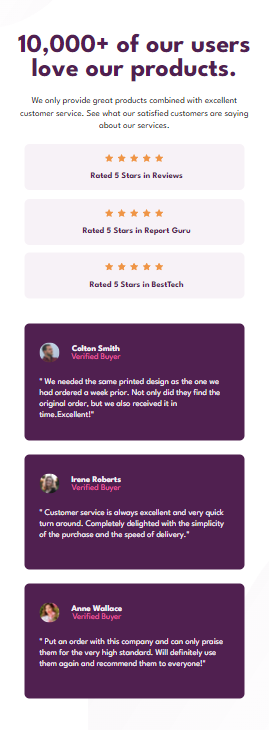 10,000+ of our users
love our products.
We only provide great products combined with excellent
customer service. See what our satisfied customers are saying
about our services.
Rated 5 Stars in Reviews
Rated 5 Stars in Report Guru
Rated 5 Stars in BestTech
Colton Smith
Verified Buyer
" We needed the same printed design as the one we
had ordered a week prior. Not only did they find the
original order, but we also received it in
time.Excellent!"
Irene Roberts
Verified Buyer
" Customer service is always excellent and very quick
turn around. Completely delighted with the simplicity
of the purchase and the speed of delivery."
Anne Wallace
Verified Buyer
" Put an order with this company and can only praise
them for the very high standard. Will definitely use
them again and recommend them to everyone!"